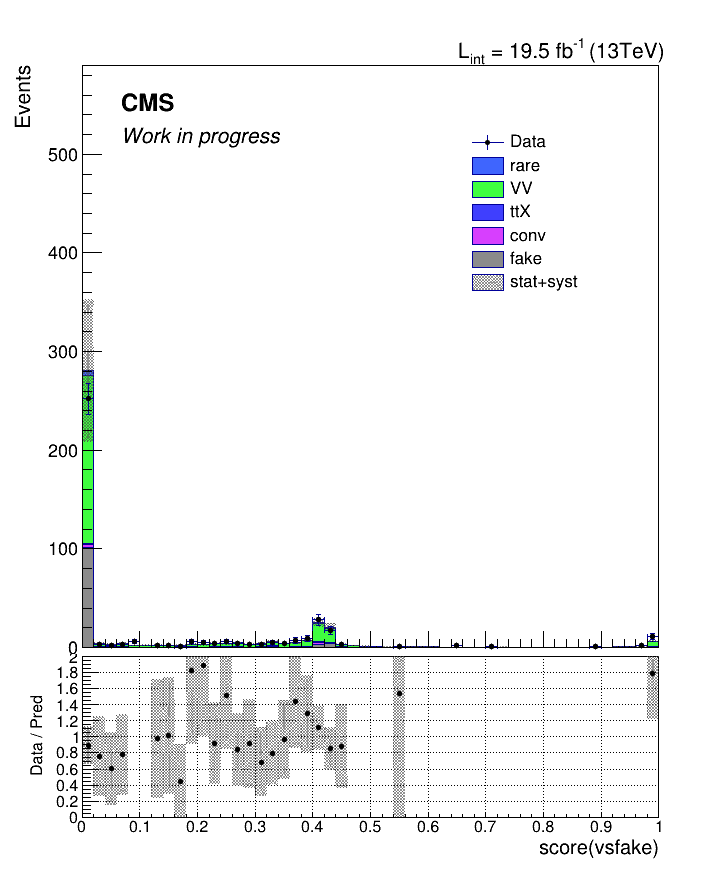 L_int = 19.5 fb^-1 (13TeV)
Events
CMS
Work in progress
Data
rare
VV
ttX
conv
fake
stat+syst
500
400
300
200
100
0
Data / Pred
2
1.8
1.6
1.4
1.2
1
0.8
0.6
0.4
0.2
0
0 0.1 0.2 0.3 0.4 0.5 0.6 0.7 0.8 0.9 1
score(vsfake)